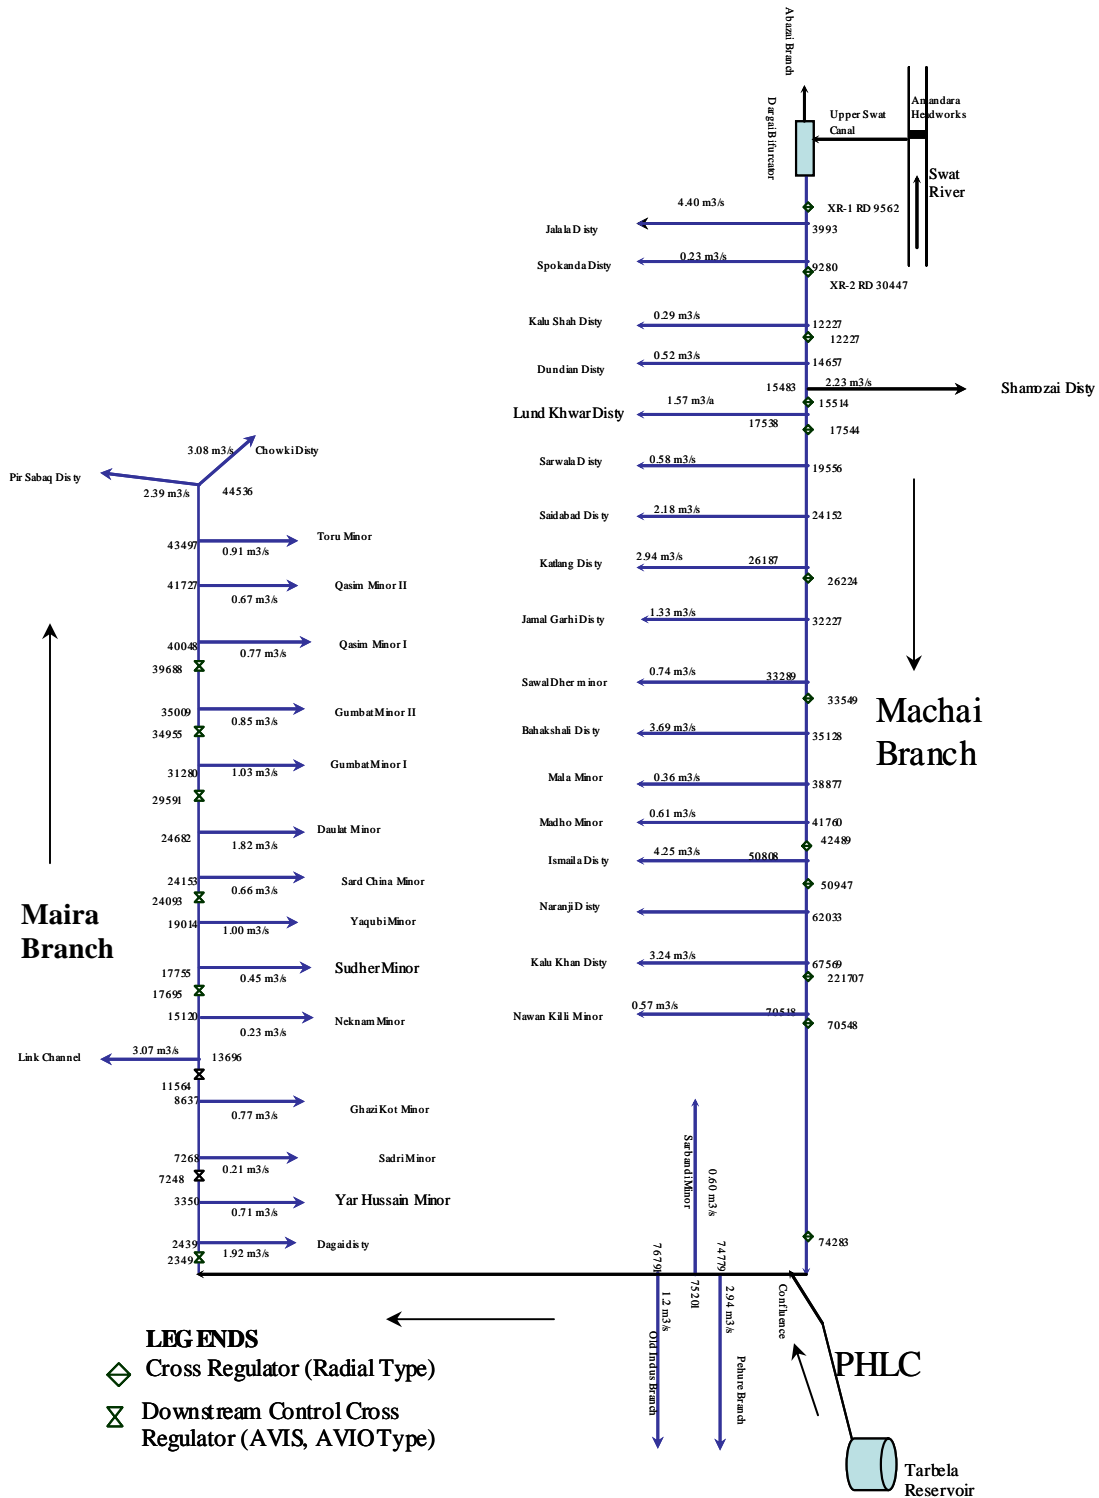 Abazai Branch
Dargai Bifurcator
Upper Swat
Canal
Amandara
Headworks
Swat
River
XR-1 RD 9562
4.40 m3/s
Jalala Disty
3993
0.23 m3/s
Spokanda Disty
9280
XR-2 RD 30447
0.29 m3/s
Kalu Shah Disty
12227
12227
0.52 m3/s
Dundian Disty
14657
15483
2.23 m3/s
Shamozai Disty
15514
1.57 m3/a
Lund Khwar Disty
17538
17544
0.58 m3/s
Sarwala Disty
19556
2.18 m3/s
Saidabad Disty
24152
2.94 m3/s
Katlang Disty
26187
26224
1.33 m3/s
Jamal Garhi Disty
32227
0.74 m3/s
Sawal Dher minor
33289
33549
3.69 m3/s
Bahakshali Disty
35128
0.36 m3/s
Mala Minor
38877
0.61 m3/s
Madho Minor
41760
42489
4.25 m3/s
Ismaila Disty
50808
50947
Naranji Disty
62033
3.24 m3/s
Kalu Khan Disty
67569
221707
0.57 m3/s
Nawan Killi Minor
70518
70548
74283
Machai
Branch
3.08 m3/s
Chowki Disty
Pir Sabaq Disty
2.39 m3/s
44536
Toru Minor
43497
0.91 m3/s
41727
Qasim Minor II
0.67 m3/s
40048
Qasim Minor I
0.77 m3/s
39688
35009
Gumbat Minor II
0.85 m3/s
34955
31280
Gumbat Minor I
1.03 m3/s
29591
24682
Daulat Minor
1.82 m3/s
24153
Sard China Minor
0.66 m3/s
24093
19014
Yaqubi Minor
1.00 m3/s
17755
Sudher Minor
0.45 m3/s
17695
15120
Neknam Minor
0.23 m3/s
Link Channel
3.07 m3/s
13696
11564
8637
Ghazi Kot Minor
0.77 m3/s
7268
Sadri Minor
0.21 m3/s
7248
3350
Yar Hussain Minor
0.71 m3/s
2439
Dagai disty
1.92 m3/s
2349
Maira
Branch
Sarbandi Minor
0.60 m3/s
75201
74779
2.94 m3/s
Pehure Branch
1.2 m3/s
Old Indus Branch
Confluence
PHLC
Tarbela
Reservoir
LEGENDS
Cross Regulator (Radial Type)
Downstream Control Cross
Regulator (AVIS, AVIO Type)